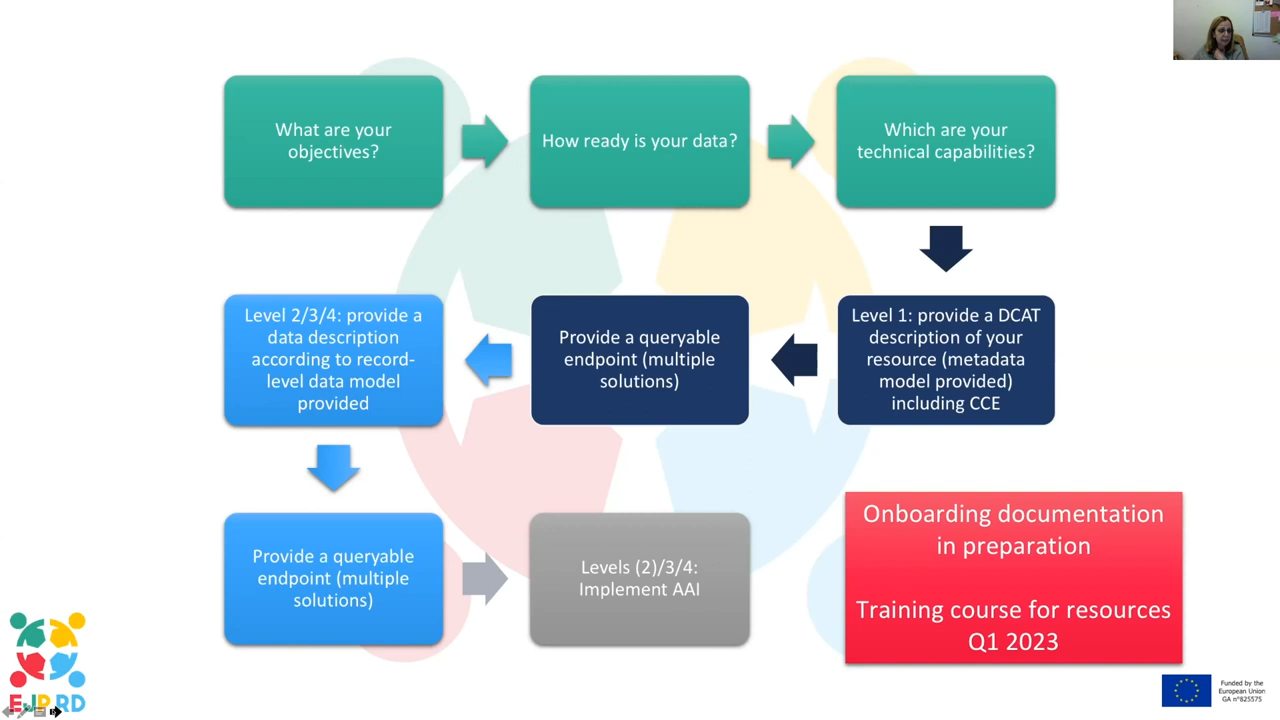 What are your
objectives?
How ready is your data?
Which are your
technical capabilities?
Level 1: provide a DCAT
description of your
resource (metadata
model provided)
including CCE
Provide a queryable
endpoint (multiple
solutions)
Level 2/3/4: provide a
data description
according to record-
level data model
provided
Provide a queryable
endpoint (multiple
solutions)
Levels (2)/3/4:
Implement AAI
Onboarding documentation
in preparation
Training course for resources
Q1 2023
EJP RD
Funded by the
European Union
GA n°825575